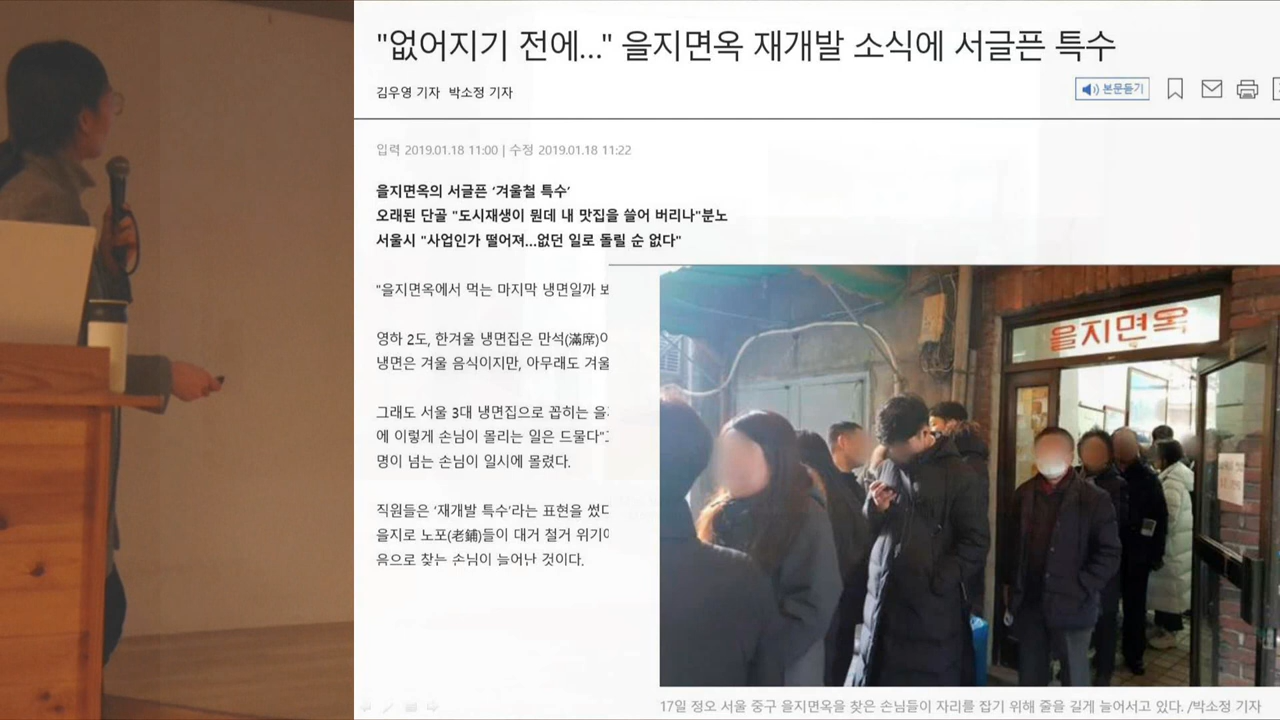 "없어지기 전에..." 을지면옥 재개발 소식에 서글픈 특수
김우영 기자 박소정 기자
본문듣기
입력 2019.01.18 11:00 | 수정 2019.01.18 11:22
을지면옥의 서글픈 '겨울철 특수'
오래된 단골 "도시재생이 뭔데 내 맛집을 쓸어 버리나"분노
서울시 "사업인가 떨어져...없던 일로 돌릴 순 없다"
"을지면옥에서 먹는 마지막 냉면일까
영하 2도, 한겨울 냉면집은 만석(滿席)이
냉면은 겨울 음식이지만, 아무래도 겨울
그래도 서울 3대 냉면집으로 꼽히는
에 이렇게 손님이 몰리는 일은 드물다"
명이 넘는 손님이 일시에 몰렸다.
직원들은 '재개발 특수'라는 표현을 썼다
을지로 노포(老鋪)들이 대거 철거 위기에
음으로 찾는 손님이 늘어난 것이다.
을지면옥
17일 정오 서울 중구 을지면옥을 찾은 손님들이 자리를 잡기 위해 줄을 길게 늘어서고 있다. /박소정 기자